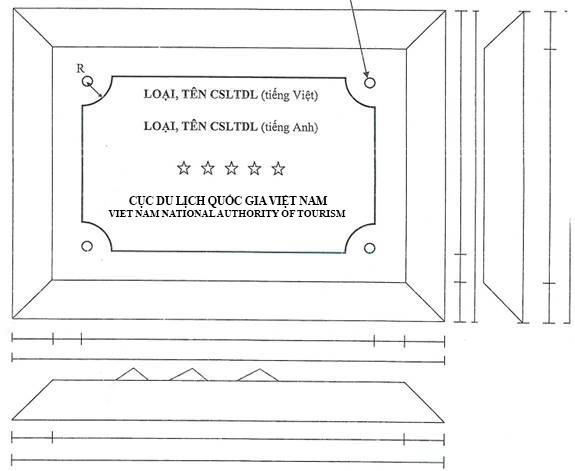 R
LOẠI, TÊN CSLTDL (tiếng Việt)
LOẠI, TÊN CSLTDL (tiếng Anh)
CỤC DU LỊCH QUỐC GIA VIỆT NAM
VIET NAM NATIONAL AUTHORITY OF TOURISM